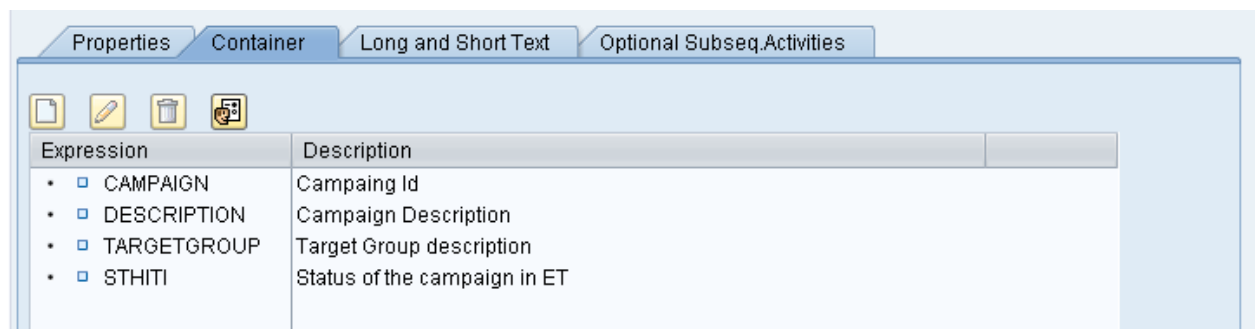 Properties Container Long and Short Text Optional Subseq.Activities
Expression Description
CAMPAIGN Campaing Id
DESCRIPTION Campaign Description
TARGETGROUP Target Group description
STHITI Status of the campaign in ET